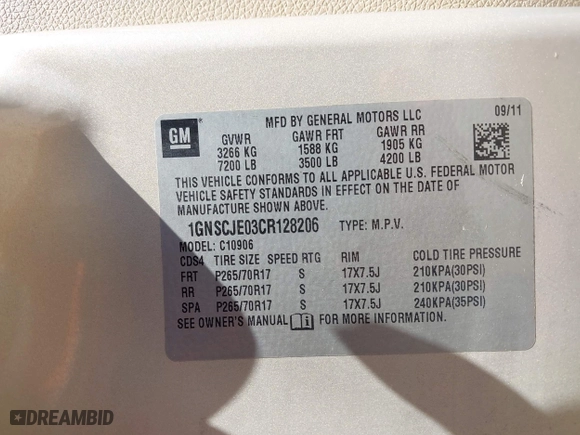 MFD BY GENERAL MOTORS LLC 09/11
GM
GVWR GAWR FRT GAWR RR
3266 KG 1588 KG 1905 KG
7200 LB 3500 LB 4200 LB
THIS VEHICLE CONFORMS TO ALL APPLICABLE U.S. FEDERAL MOTOR
VEHICLE SAFETY STANDARDS IN EFFECT ON THE DATE OF
MANUFACTURE SHOWN ABOVE.
1GNSCJE03CR128206 TYPE: M.P.V.
MODEL: C10906
CDS4 TIRE SIZE SPEED RTG RIM COLD TIRE PRESSURE
FRT P265/70R17 S 17X7.5J 210KPA(30PSI)
RR P265/70R17 S 17X7.5J 210KPA(30PSI)
SPA P265/70R17 S 17X7.5J 240KPA(35PSI)
SEE OWNER'S MANUAL FOR MORE INFORMATION.
DREAMBID